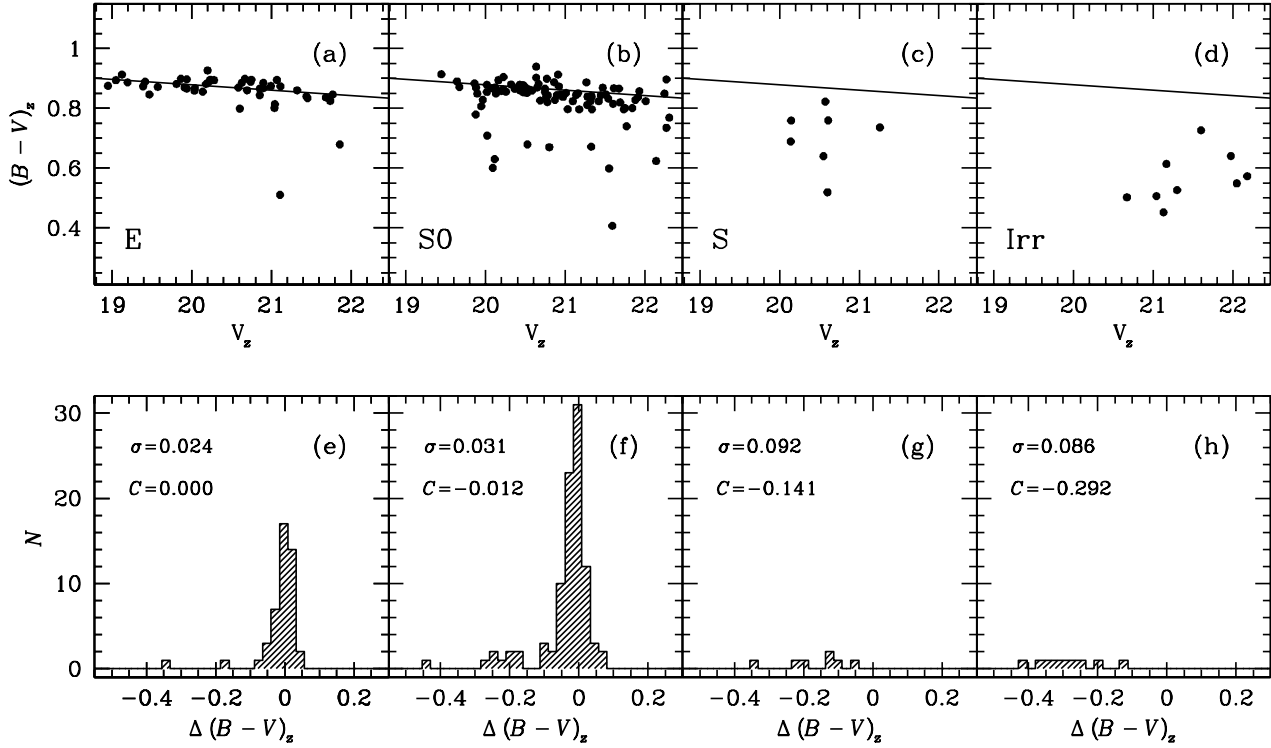 (a) (b) (c) (d)
1
0.8
0.6
0.4
(B − V)z
E S0 S Irr
19 20 21 22 19 20 21 22 19 20 21 22 19 20 21 22
Vz Vz Vz Vz
30
20
10
0
N
(e) (f) (g) (h)
σ=0.024 σ=0.031 σ=0.092 σ=0.086
C=0.000 C=−0.012 C=−0.141 C=−0.292
−0.4 −0.2 0 0.2 −0.4 −0.2 0 0.2 −0.4 −0.2 0 0.2 −0.4 −0.2 0 0.2
Δ (B − V)z Δ (B − V)z Δ (B − V)z Δ (B − V)z